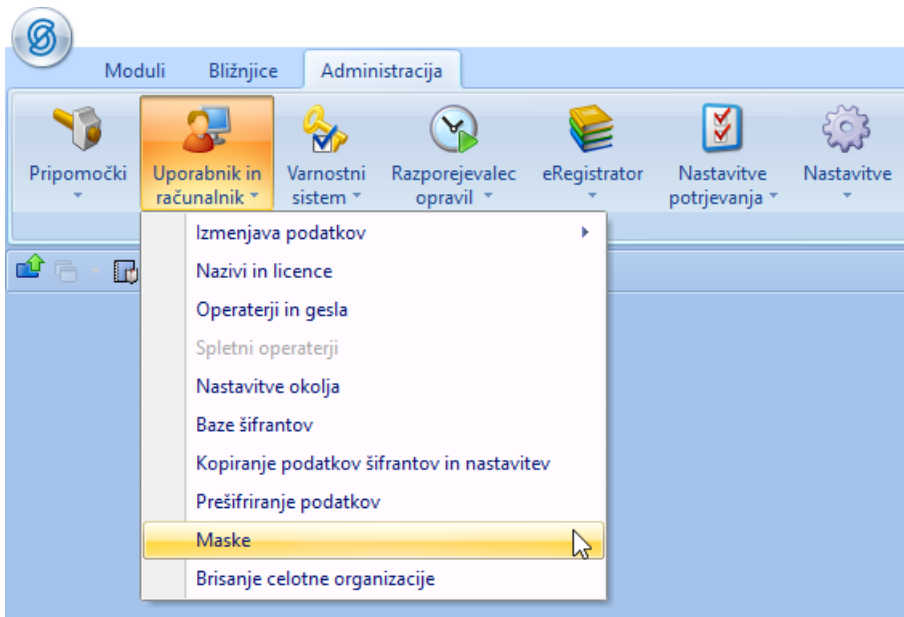 Moduli Bližnjice Administracija
Pripomočki Uporabnik in Varnostni Razporejevalec eRegistrator Nastavitve Nastavitve
računalnik sistem opravil potrjevanja
Izmenjava podatkov
Nazivi in licence
Operaterji in gesla
Spletni operaterji
Nastavitve okolja
Baze šifrantov
Kopiranje podatkov šifrantov in nastavitev
Prešifriranje podatkov
Maske
Brisanje celotne organizacije